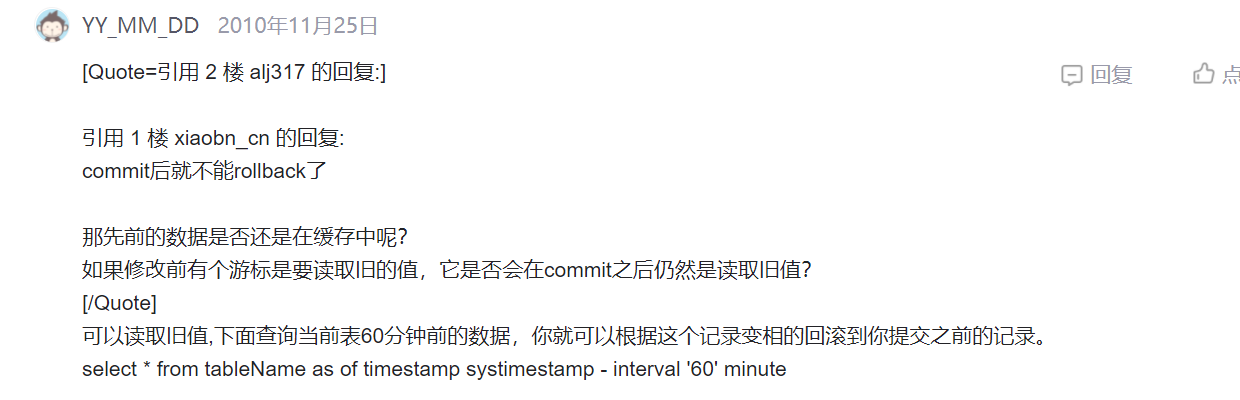 YY_MM_DD 2010年11月25日
[Quote=引用 2 楼 alj317 的回复:]
回复 点
引用 1 楼 xiaobn_cn 的回复:
commit后就不能rollback了
那先前的数据是否还是在缓存中呢？
如果修改前有个游标是要读取旧的值，它是否会在commit之后仍然是读取旧值？
[/Quote]
可以读取旧值,下面查询当前表60分钟前的数据，你就可以根据这个记录变相的回滚到你提交之前的记录。
select * from tableName as of timestamp systimestamp - interval '60' minute